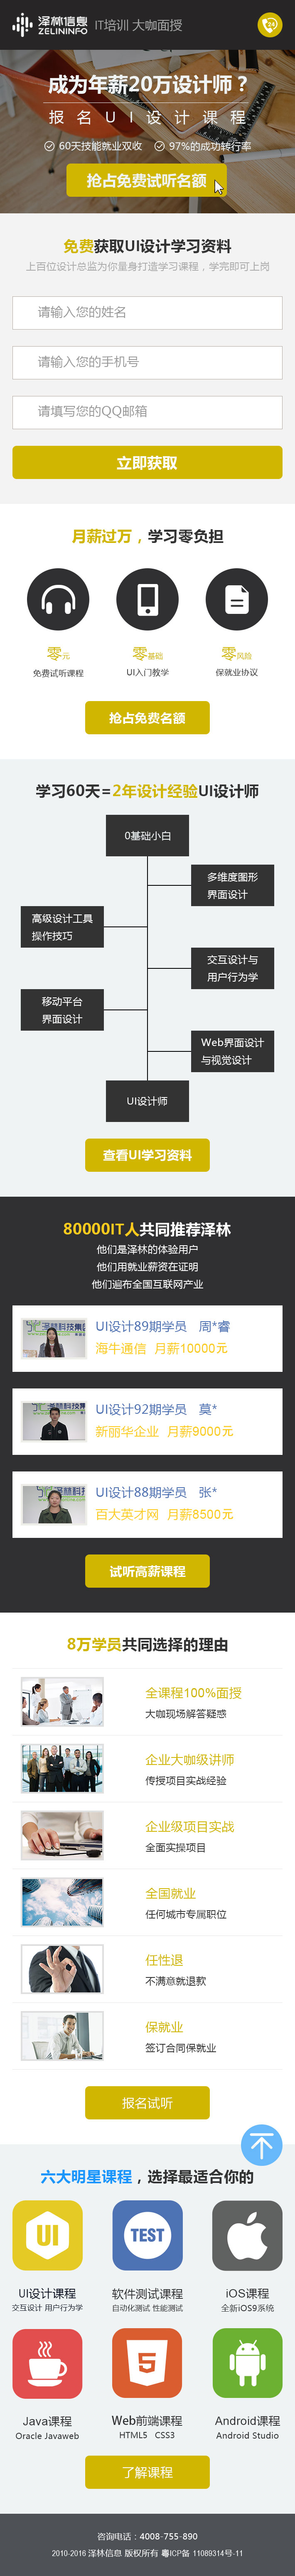 泽林信息
ZELININFO
IT培训 大咖面授
24
成为年薪20万设计师？
报名UI设计课程
60天技能就业双收 97%的成功转行率
抢占免费试听名额
免费获取UI设计学习资料
上百位设计总监为你量身打造学习课程，学完即可上岗
请输入您的姓名
请输入您的手机号
请填写您的QQ邮箱
立即获取
月薪过万，学习零负担
零元 零基础 零风险
免费试听课程 UI入门教学 保就业协议
抢占免费名额
学习60天=2年设计经验UI设计师
0基础小白
多维度图形
界面设计
高级设计工具
操作技巧
交互设计与
用户行为学
移动平台
界面设计
Web界面设计
与视觉设计
UI设计师
查看UI学习资料
80000IT人共同推荐泽林
他们是泽林的体验用户
他们用就业薪资在证明
他们遍布全国互联网产业
UI设计89期学员 周*睿
海牛通信 月薪10000元
UI设计92期学员 莫*
新丽华企业 月薪9000元
UI设计88期学员 张*
百大英才网 月薪8500元
试听高薪课程
8万学员共同选择的理由
全课程100%面授
大咖现场解答疑惑
企业大咖级讲师
传授项目实战经验
企业级项目实战
全面实操项目
全国就业
任何城市专属职位
任性退
不满意就退款
保就业
签订合同保就业
报名试听
六大明星课程，选择最适合你的
UI TEST
UI设计课程 软件测试课程 iOS课程
交互设计 用户行为学 自动化测试 性能测试 全新iOS9系统
5
Java课程 Web前端课程 Android课程
Oracle Javaweb HTML5 CSS3 Android Studio
了解课程
咨询电话：4008-755-890
2010-2016 泽林信息 版权所有 粤ICP备 11089314号-11